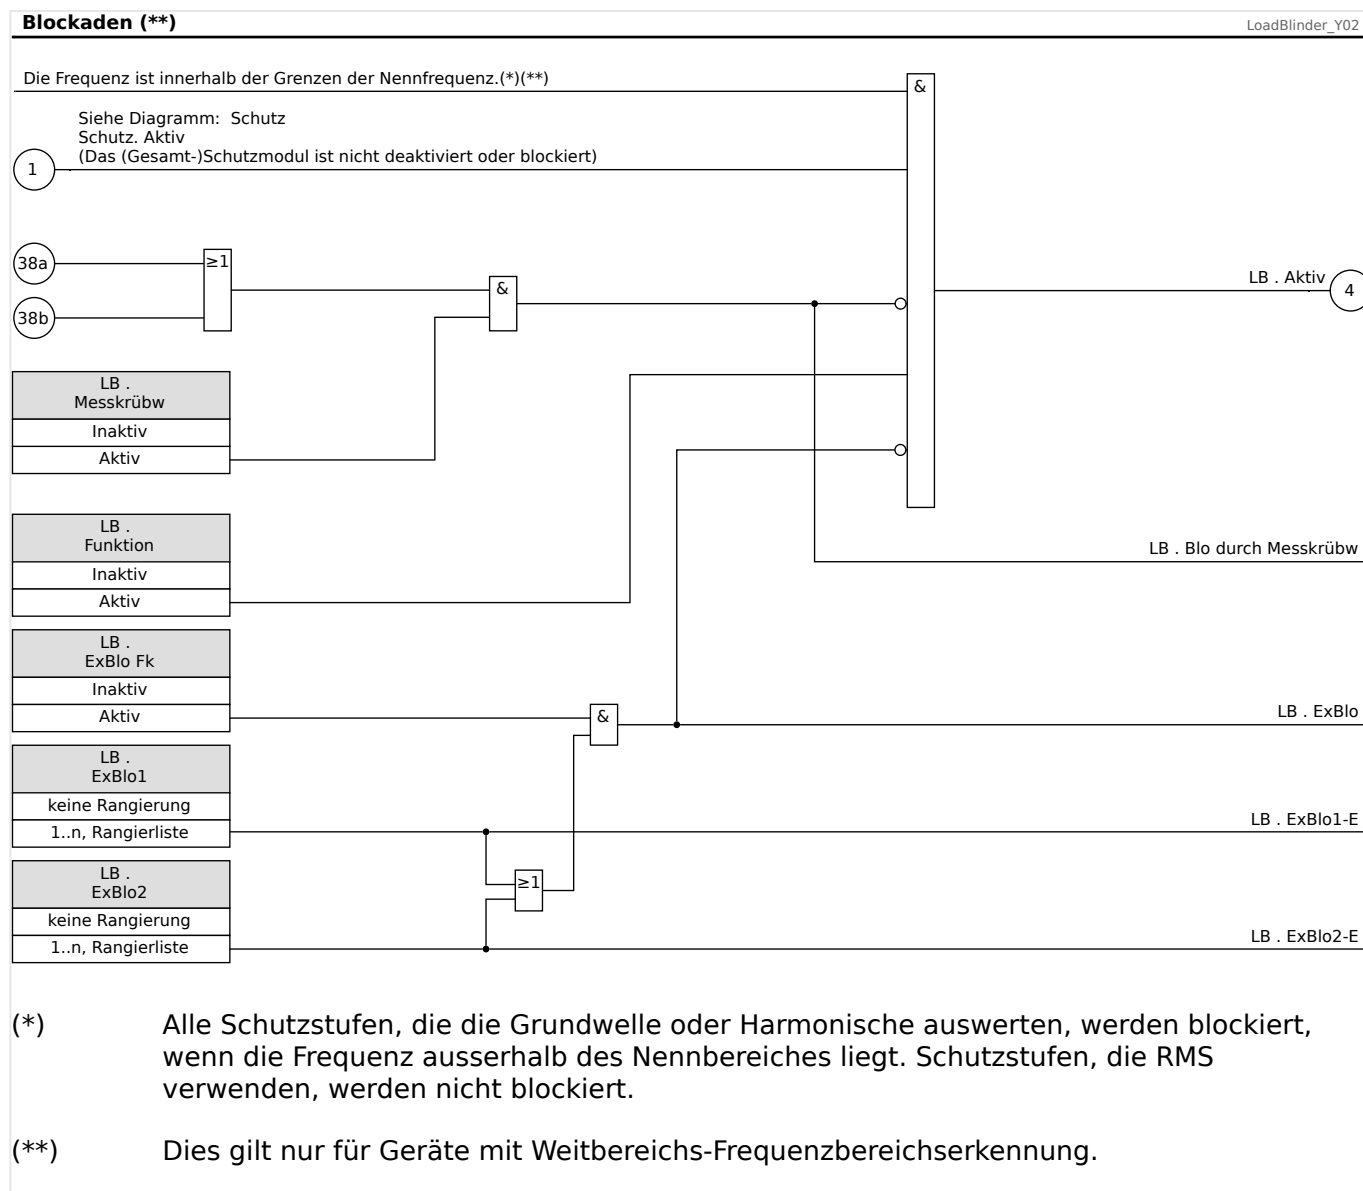 Blockaden (**)
LoadBlinder_Y02
Die Frequenz ist innerhalb der Grenzen der Nennfrequenz.(*)(**)
&
Siehe Diagramm: Schutz
Schutz. Aktiv
(Das (Gesamt-)Schutzmodul ist nicht deaktiviert oder blockiert)
1
38a
≥1
38b
&
LB . Aktiv
4
LB .
Messkrübw
Inaktiv
Aktiv
LB .
Funktion
Inaktiv
Aktiv
LB . Blo durch Messkrübw
LB .
ExBlo Fk
Inaktiv
Aktiv
&
LB . ExBlo
LB .
ExBlo1
keine Rangierung
1..n, Rangierliste
LB . ExBlo1-E
LB .
ExBlo2
keine Rangierung
1..n, Rangierliste
≥1
LB . ExBlo2-E
(*) Alle Schutzstufen, die die Grundwelle oder Harmonische auswerten, werden blockiert,
wenn die Frequenz ausserhalb des Nennbereiches liegt. Schutzstufen, die RMS
verwenden, werden nicht blockiert.
(**) Dies gilt nur für Geräte mit Weitbereichs-Frequenzbereichserkennung.